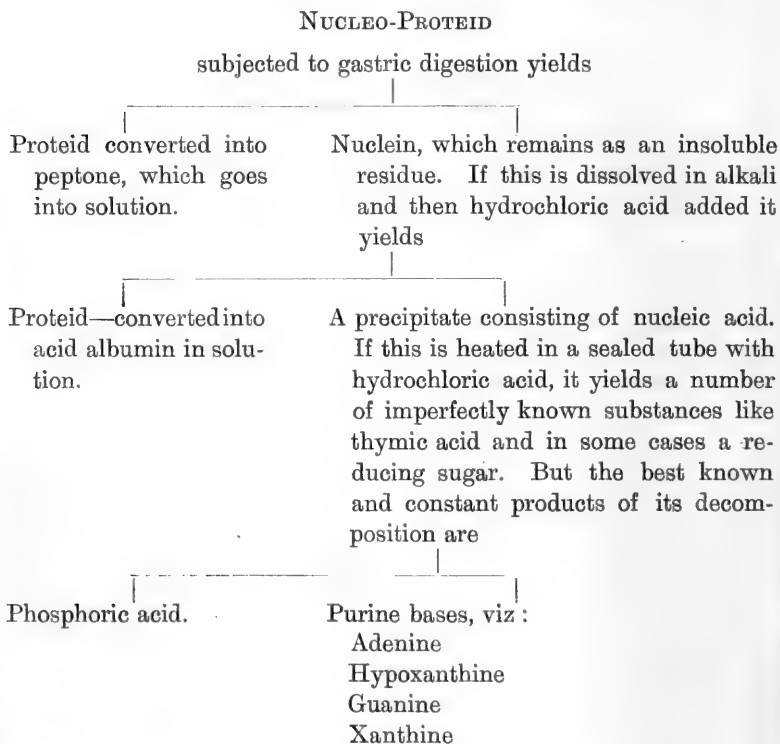 NUCLEO-PROTEID
subjected to gastric digestion yields
Proteid converted into
peptone, which goes
into solution.
Nuclein, which remains as an insoluble
residue. If this is dissolved in alkali
and then hydrochloric acid added it
yields
Proteid—converted into
acid albumin in solu-
tion.
A precipitate consisting of nucleic acid.
If this is heated in a sealed tube with
hydrochloric acid, it yields a number
of imperfectly known substances like
thymic acid and in some cases a re-
ducing sugar. But the best known
and constant products of its decom-
position are
Phosphoric acid.
Purine bases, viz :
Adenine
Hypoxanthine
Guanine
Xanthine